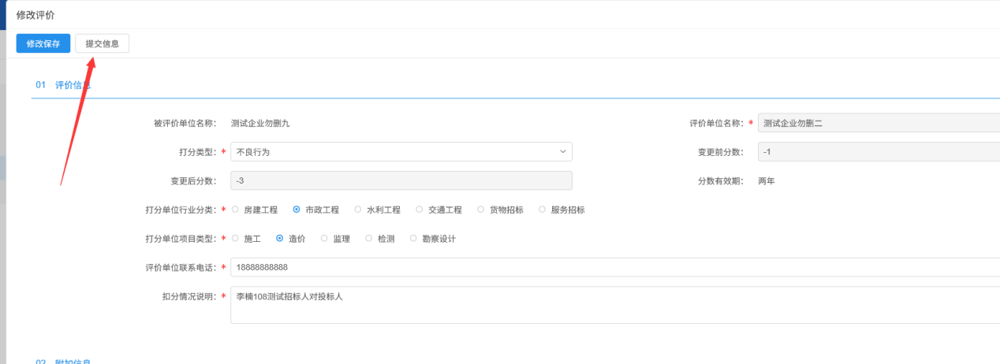 修改评价
修改保存 提交信息
01 评价信息
被评价单位名称： 测试企业勿删九 评价单位名称：* 测试企业勿删二
打分类型：* 不良行为 变更前分数： -1
变更后分数： -3 分数有效期： 两年
打分单位行业分类：* 房建工程 市政工程 水利工程 交通工程 货物招标 服务招标
打分单位项目类型：* 施工 造价 监理 检测 勘察设计
评价单位联系电话：* 18888888888
扣分情况说明：* 李楠108测试招标人对投标人
02 附加信息